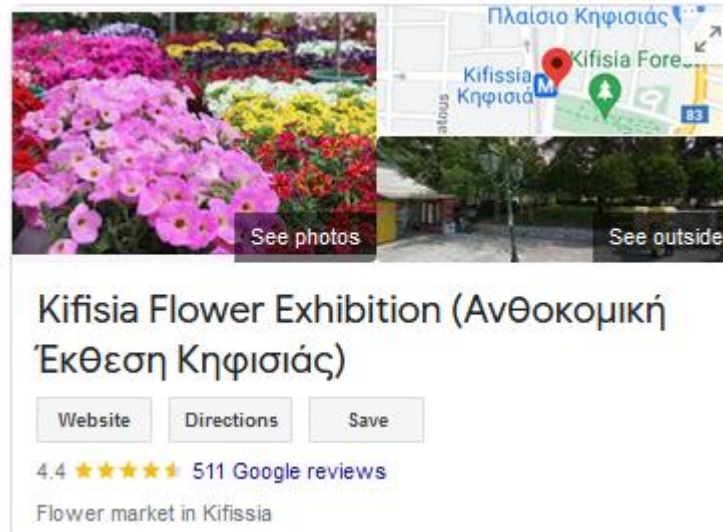 Πλαίσιο Κηφισιάς
Kifisia Fores
Kifissia
Κηφισιά
M
83
See photos
See outside
Kifisia Flower Exhibition (Ανθοκομική
Έκθεση Κηφισιάς)
Website
Directions
Save
4.4
511 Google reviews
Flower market in Kifissia